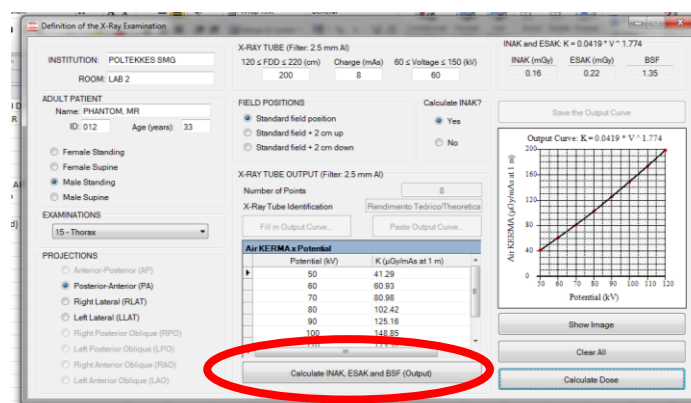 Definition of the X-Ray Examination
INSTITUTION: POLTEKKES SMG
ROOM: LAB 2
ADULT PATIENT
Name: PHANTOM, MR
ID: 012 Age (years): 33
Female Standing
Female Supine
Male Standing
Male Supine
EXAMINATIONS
15 - Thorax
PROJECTIONS
Anterior-Posterior (AP)
Posterior-Anterior (PA)
Right Lateral (RLAT)
Left Lateral (LLAT)
Right Posterior Oblique (RPO)
Left Posterior Oblique (LPO)
Right Anterior Oblique (RAO)
Left Anterior Oblique (LAO)
X-RAY TUBE (Filter: 2.5 mm Al)
120 ≤ FDD ≤ 220 (cm) Charge (mAs) 60 ≤ Voltage ≤ 150 (kV)
200 8 60
FIELD POSITIONS
Standard field position
Standard field + 2 cm up
Standard field + 2 cm down
Calculate INAK?
Yes
No
X-RAY TUBE OUTPUT (Filter: 2.5 mm Al)
Number of Points 8
X-Ray Tube Identification Rendimento Teórico/Theoretica
Fill in Output Curve... Paste Output Curve...
Air KERMA x Potential
Potential (kV) K (µGy/mAs at 1 m)
50 41.29
60 60.93
70 80.98
80 102.42
90 125.16
100 148.85
Calculate INAK, ESAK and BSF (Output)
INAK and ESAK: K = 0.0419 * V ^ 1.774
INAK (mGy) ESAK (mGy) BSF
0.16 0.22 1.35
Save the Output Curve
Output Curve: K = 0.0419 * V ^ 1.774
Air KERMA (µGy/mAs at 1 m)
200
160
120
80
40
0
50 60 70 80 90 100 110 120
Potential (kV)
Show Image
Clear All
Calculate Dose